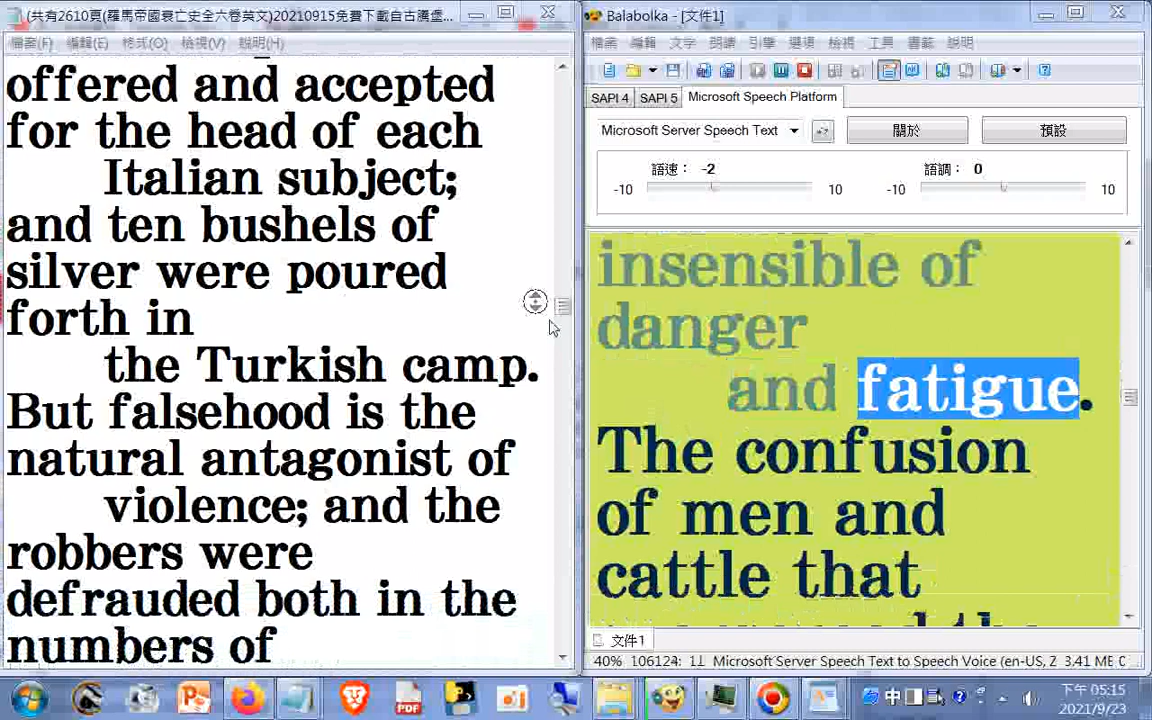 (共有2610頁(羅馬帝國衰亡史全六卷英文)20210915免費下載自古騰堡...
檔案(F) 編輯(E) 格式(O) 檢視(V) 說明(H)
offered and accepted
for the head of each
Italian subject;
and ten bushels of
silver were poured
forth in
the Turkish camp.
But falsehood is the
natural antagonist of
violence; and the
robbers were
defrauded both in the
numbers of
Balabolka - [文件1]
檔案 編輯 文字 朗讀 引擎 選項 檢視 工具 書籤 說明
SAPI 4 SAPI 5 Microsoft Speech Platform
Microsoft Server Speech Text 關於 預設
語速： -2 語調： 0
-10 10 -10 10
insensible of
danger
and fatigue.
The confusion
of men and
cattle that
文件1
40% 106124: 11 Microsoft Server Speech Text to Speech Voice (en-US, Z 3.41 ME
中
下午 05:15
2021/9/23